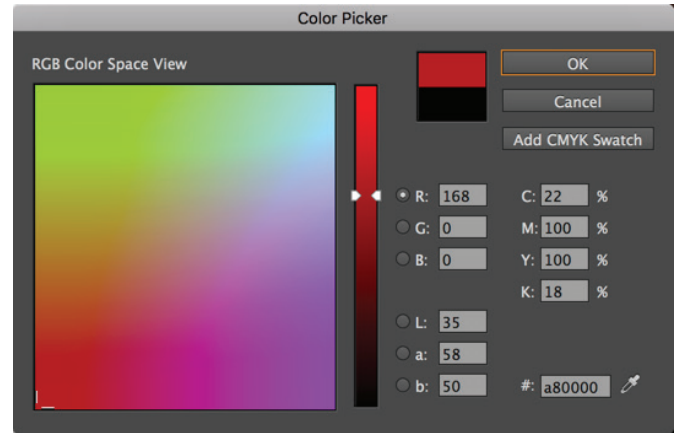 Color Picker
RGB Color Space View
OK
Cancel
Add CMYK Swatch
R: 168 C: 22 %
G: 0 M: 100 %
B: 0 Y: 100 %
K: 18 %
L: 35
a: 58
b: 50 #: a80000